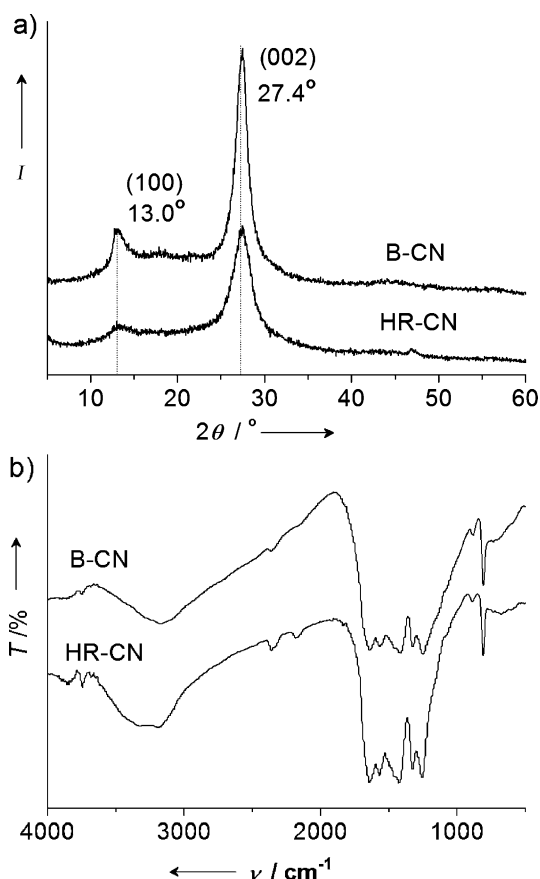 a)
(002)
27.4°
I
(100)
13.0°
B-CN
HR-CN
10 20 30 40 50 60
2θ / °
b)
B-CN
T /%
HR-CN
4000 3000 2000 1000
ν / cm⁻¹